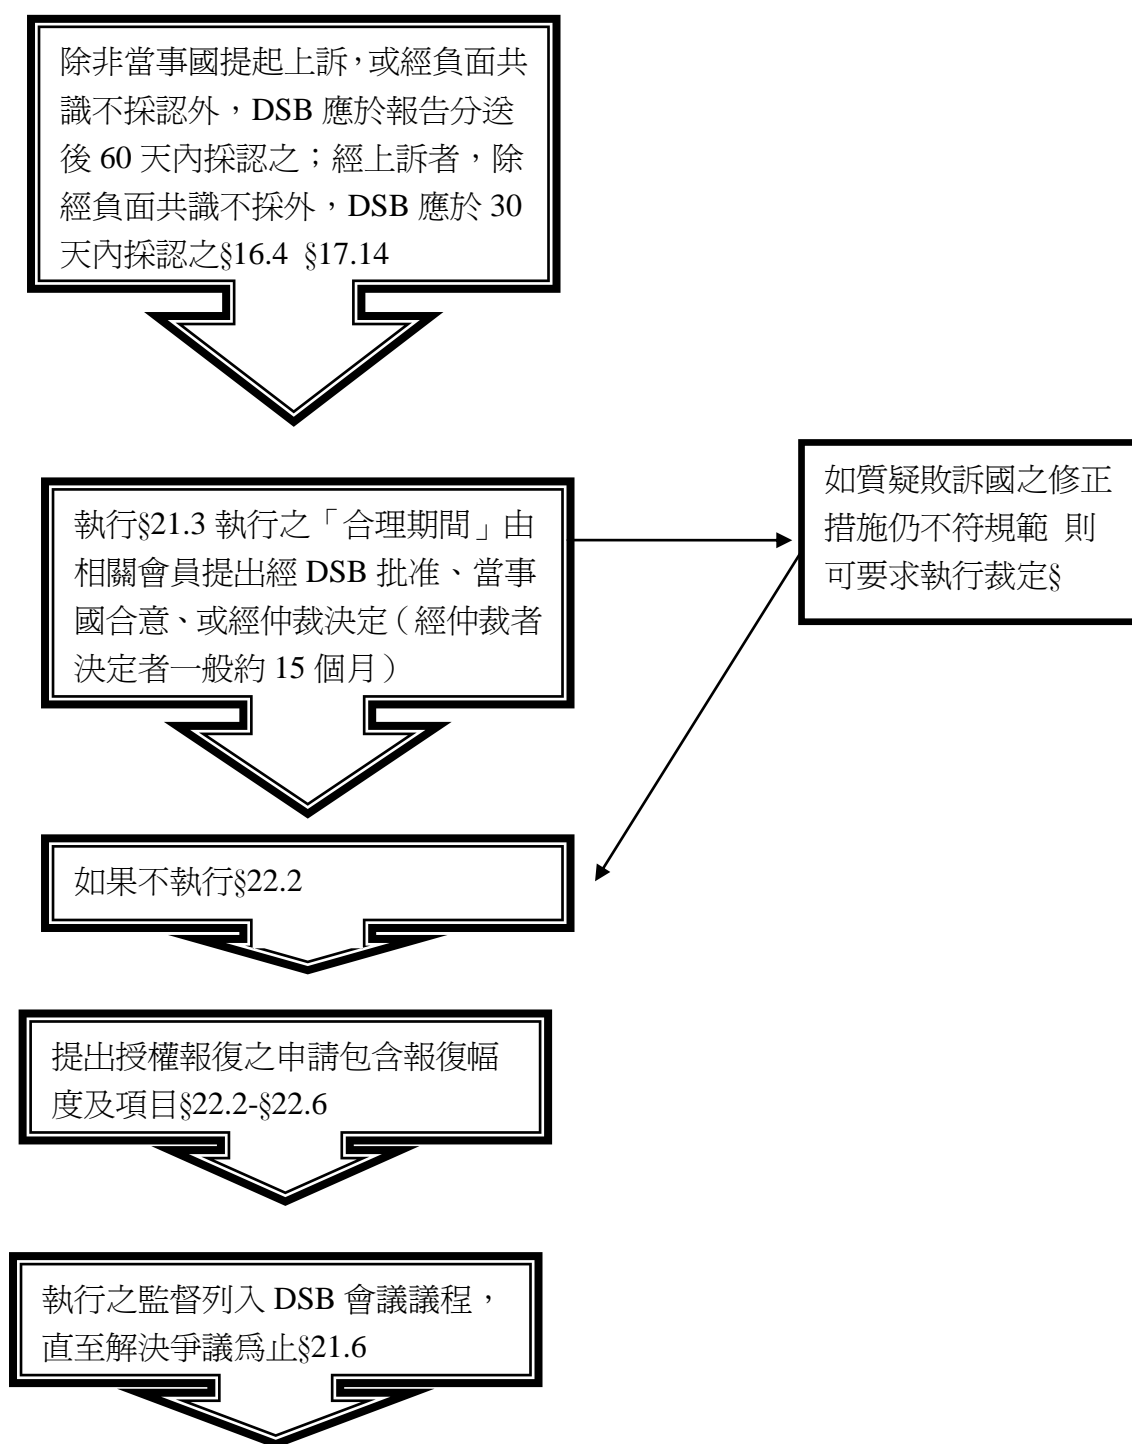 除非當事國提起上訴，或經負面共
識不採認外，DSB 應於報告分送
後 60 天內採認之；經上訴者，除
經負面共識不採外，DSB 應於 30
天內採認之§16.4 §17.14
執行§21.3 執行之「合理期間」由
相關會員提出經 DSB 批准、當事
國合意、或經仲裁決定（經仲裁者
決定者一般約 15 個月）
如質疑敗訴國之修正
措施仍不符規範 則
可要求執行裁定§
如果不執行§22.2
提出授權報復之申請包含報復幅
度及項目§22.2-§22.6
執行之監督列入 DSB 會議議程，
直至解決爭議為止§21.6